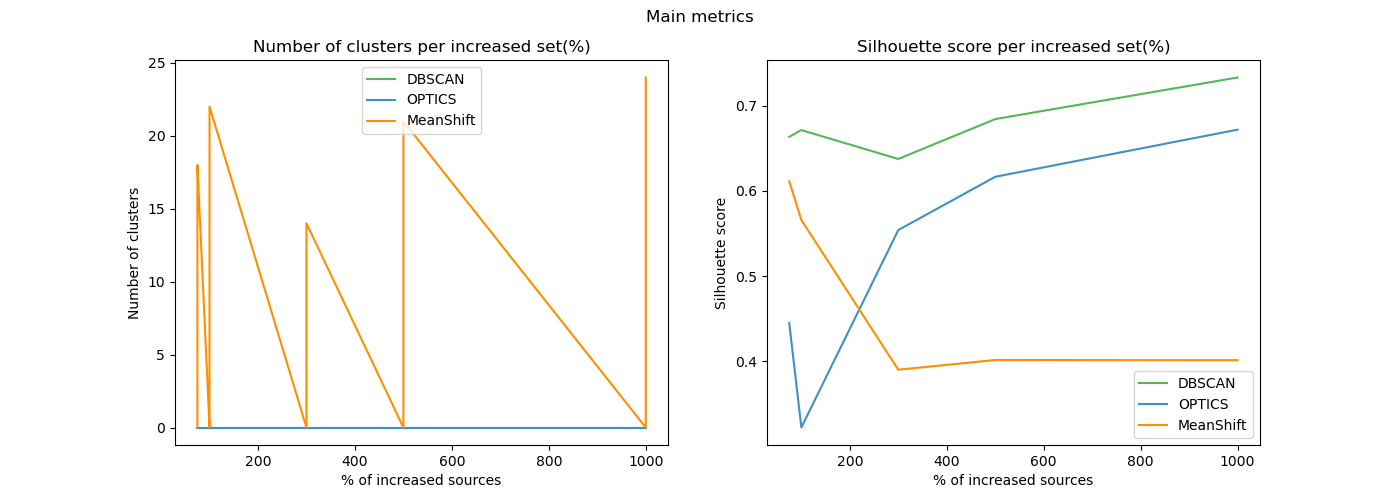 Main metrics
Number of clusters per increased set(%)
25
20
15
10
5
0
Number of clusters
DBSCAN
OPTICS
MeanShift
200
400
600
800
1000
% of increased sources
Silhouette score per increased set(%)
0.7
0.6
0.5
0.4
Silhouette score
DBSCAN
OPTICS
MeanShift
200
400
600
800
1000
% of increased sources